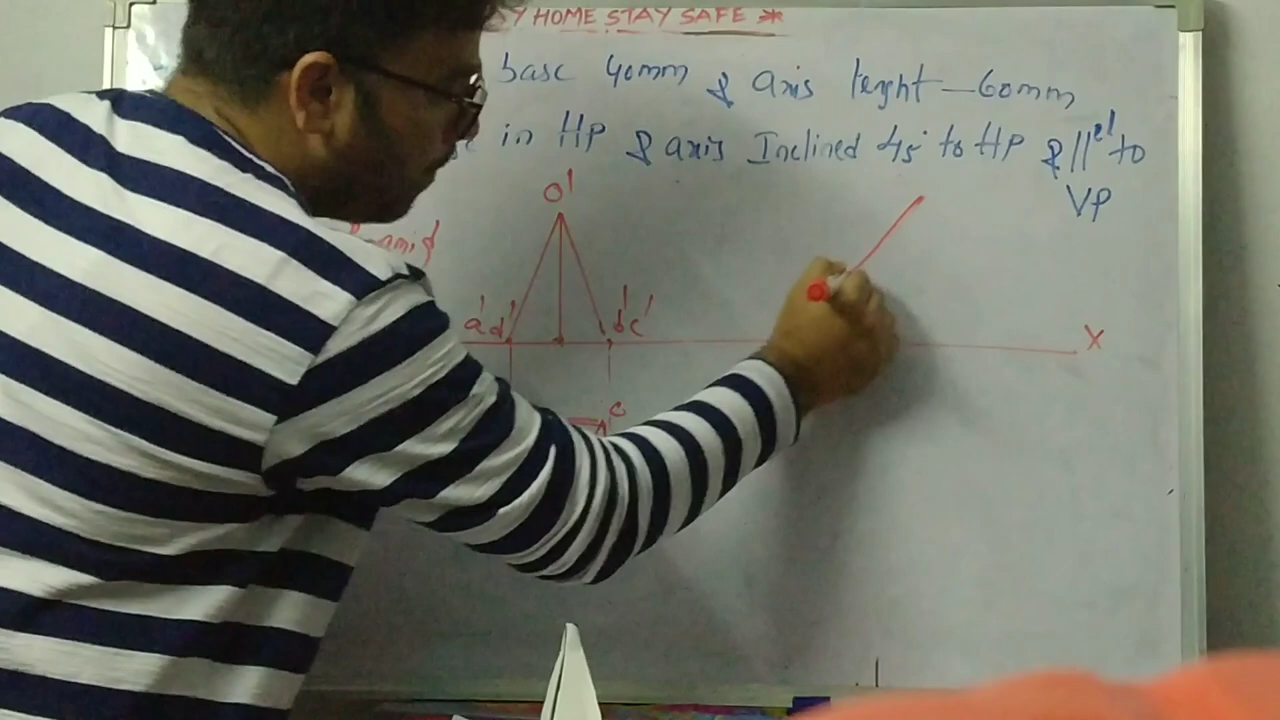 HOME STAY SAFE *
base 40mm & axis lenght - 60mm
in HP & axis Inclined 45° to HP & ||el to
VP
o'
a'd'
b'c'
X
c